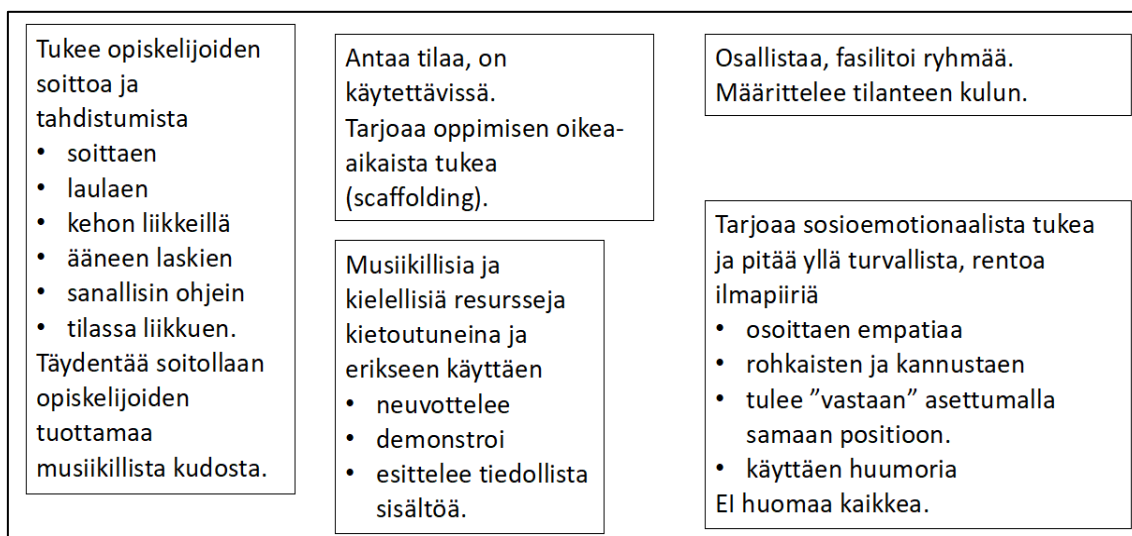 Tukee opiskelijoiden
soittoa ja
tahdistumista
• soittaen
• laulaen
• kehon liikkeillä
• ääneen laskien
• sanallisin ohjein
• tilassa liikkuen.
Täydentää soitollaan
opiskelijoiden
tuottamaa
musiikillista kudosta.
Antaa tilaa, on
käytettävissä.
Tarjoaa oppimisen oikea-
aikaista tukea
(scaffolding).
Musiikillisia ja
kielellisiä resursseja
kietoutuneina ja
erikseen käyttäen
• neuvottelee
• demonstroi
• esittelee tiedollista
sisältöä.
Osallistaa, fasilitoi ryhmää.
Määrittelee tilanteen kulun.
Tarjoaa sosioemotionaalista tukea
ja pitää yllä turvallista, rentoa
ilmapiiriä
• osoittaen empatiaa
• rohkaisten ja kannustaen
• tulee ”vastaan” asettumalla
samaan positioon.
• käyttäen huumoria
EI huomaa kaikkea.